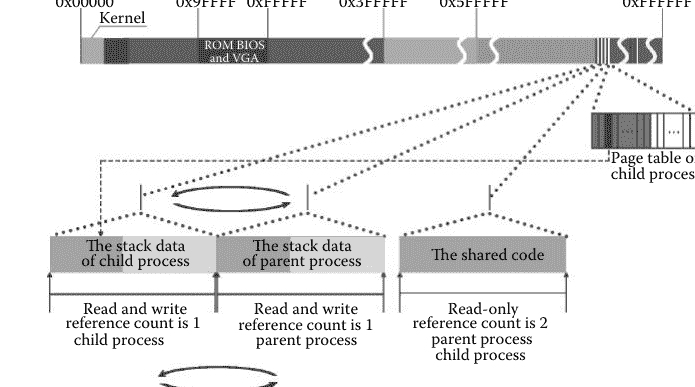 0x00000 0x9FFFF 0xFFFFF 0x3FFFFF 0x5FFFFF 0xFFFFFF
Kernel
ROM BIOS
and VGA
...
...
Page table o
child proces
The stack data
of child process
The stack data
of parent process
The shared code
Read and write
reference count is 1
child process
Read and write
reference count is 1
parent process
Read-only
reference count is 2
parent process
child process